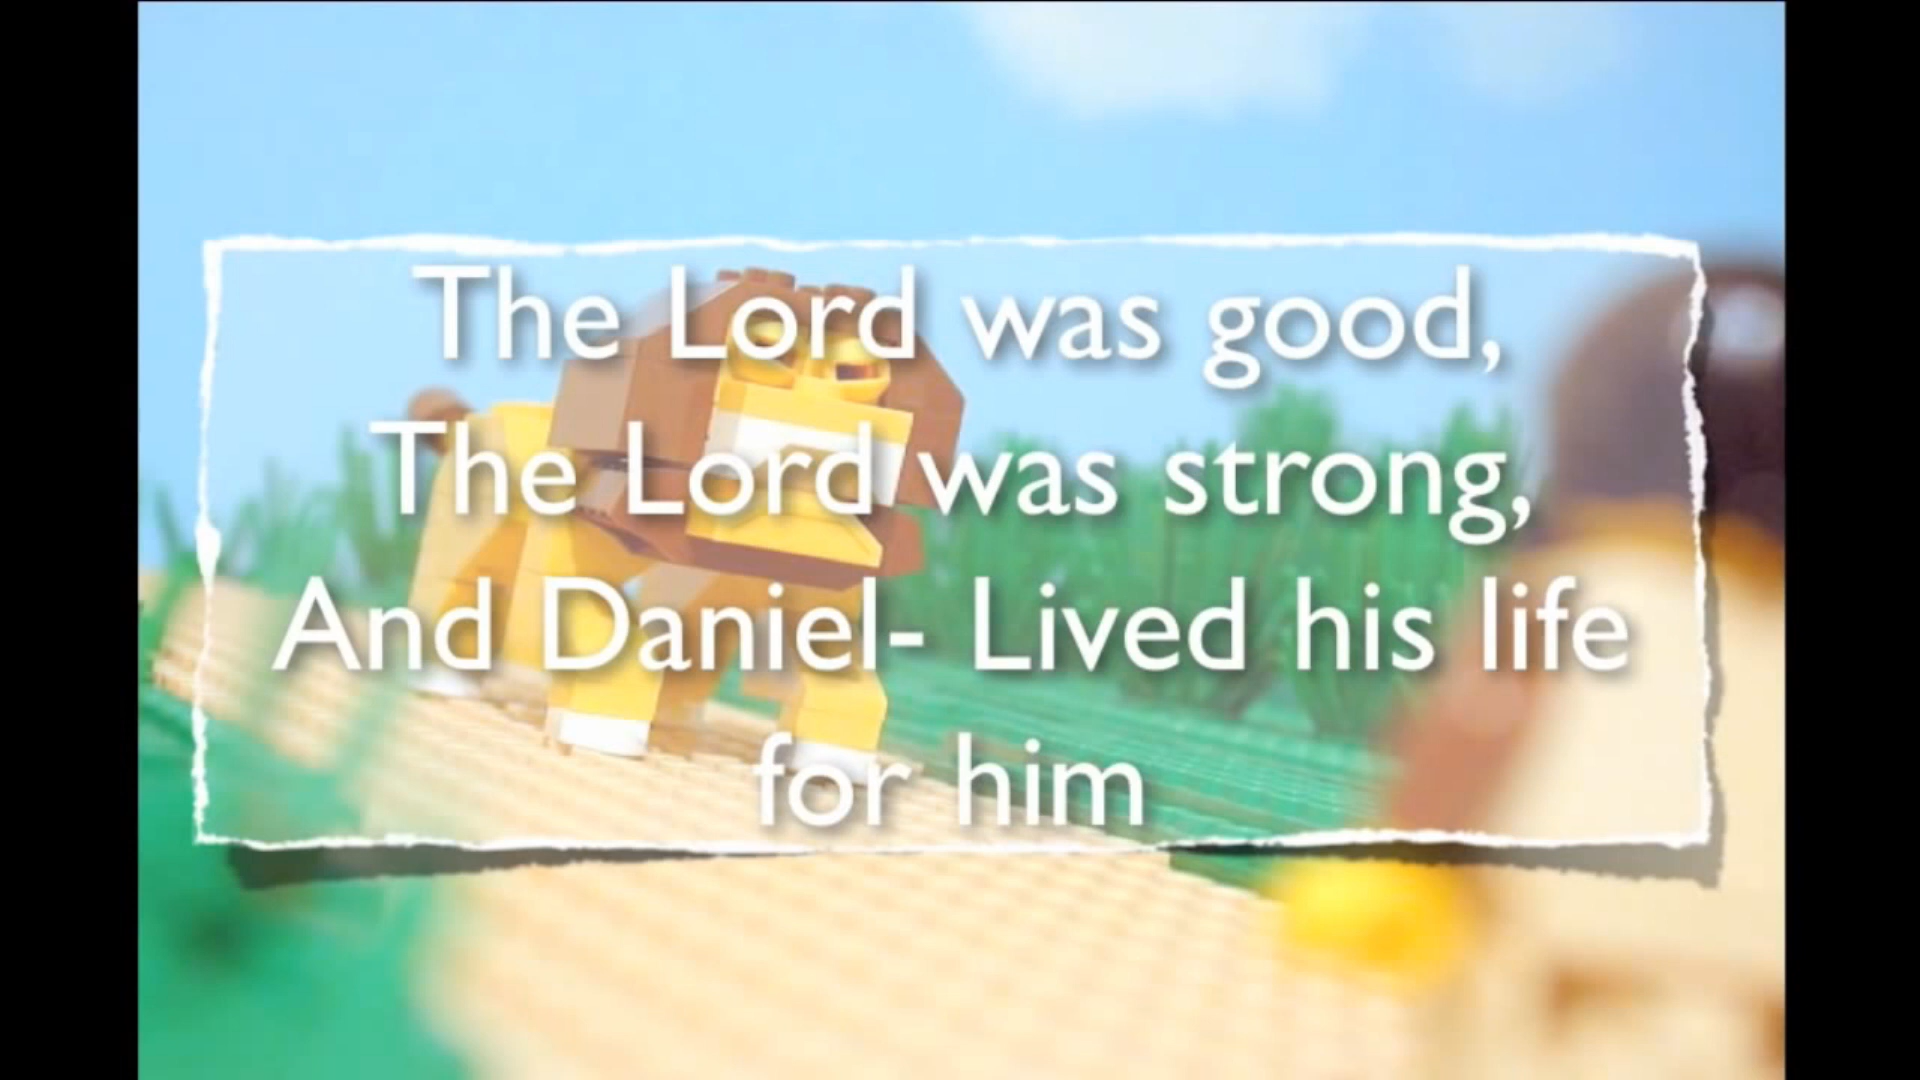 The Lord was good,
The Lord was strong,
And Daniel- Lived his life
for him